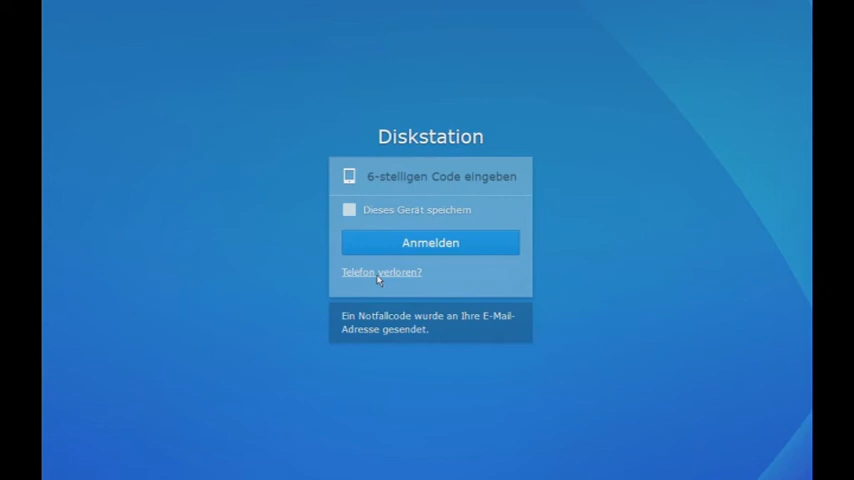 Diskstation
6-stelligen Code eingeben
Dieses Gerät speichern
Anmelden
Telefon verloren?
Ein Notfallcode wurde an Ihre E-Mail-
Adresse gesendet.